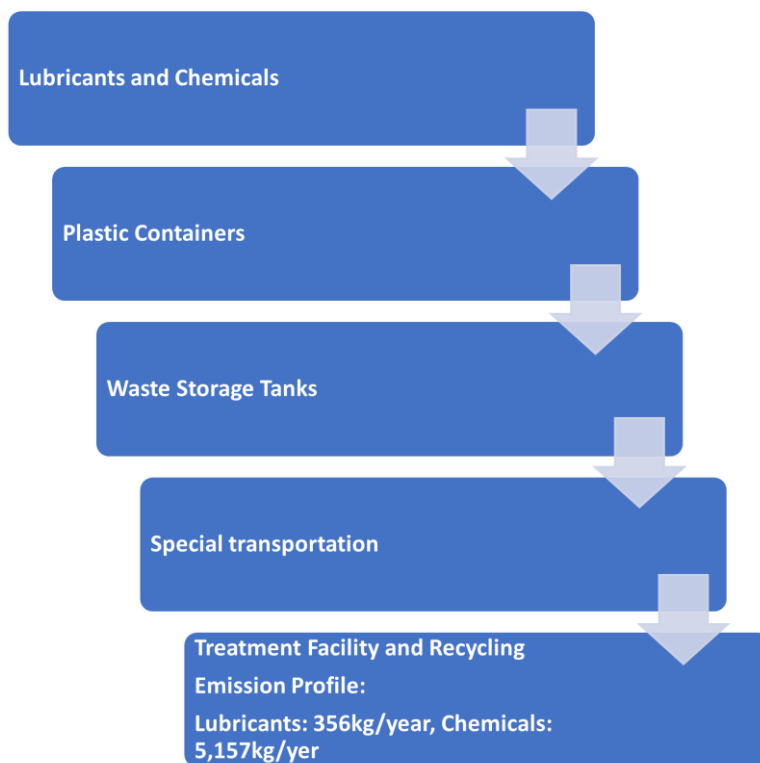 Lubricants and Chemicals
Plastic Containers
Waste Storage Tanks
Special transportation
Treatment Facility and Recycling
Emission Profile:
Lubricants: 356kg/year, Chemicals:
5,157kg/yer